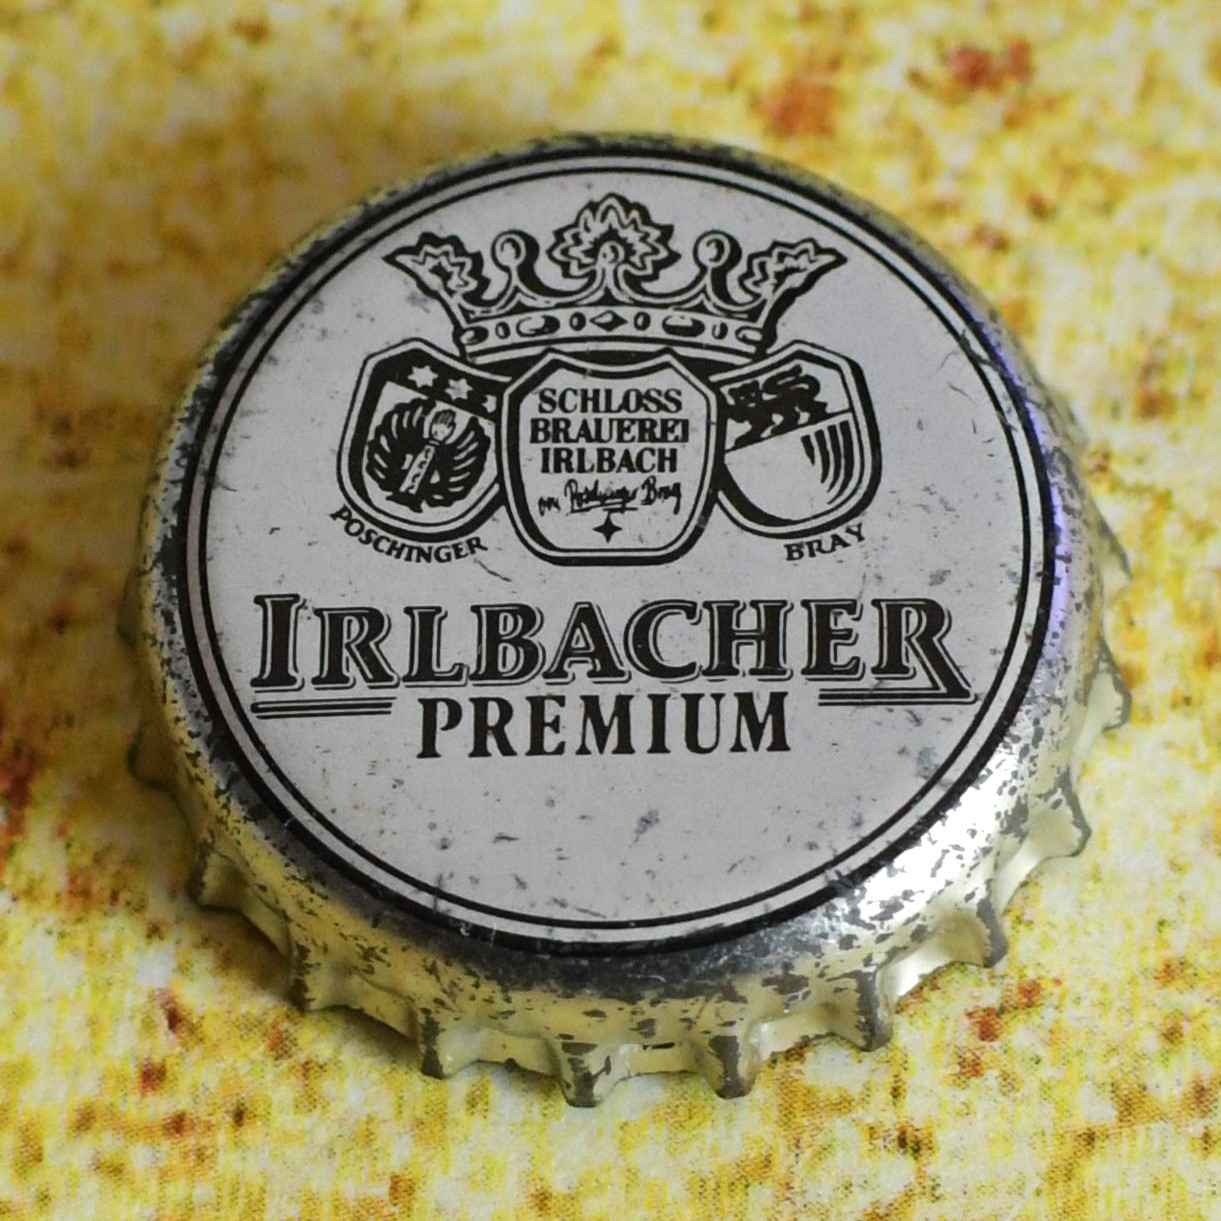 SCHLOSS
BRAUEREI
IRLBACH
POSCHINGER
BRAY
IRLBACHER
PREMIUM